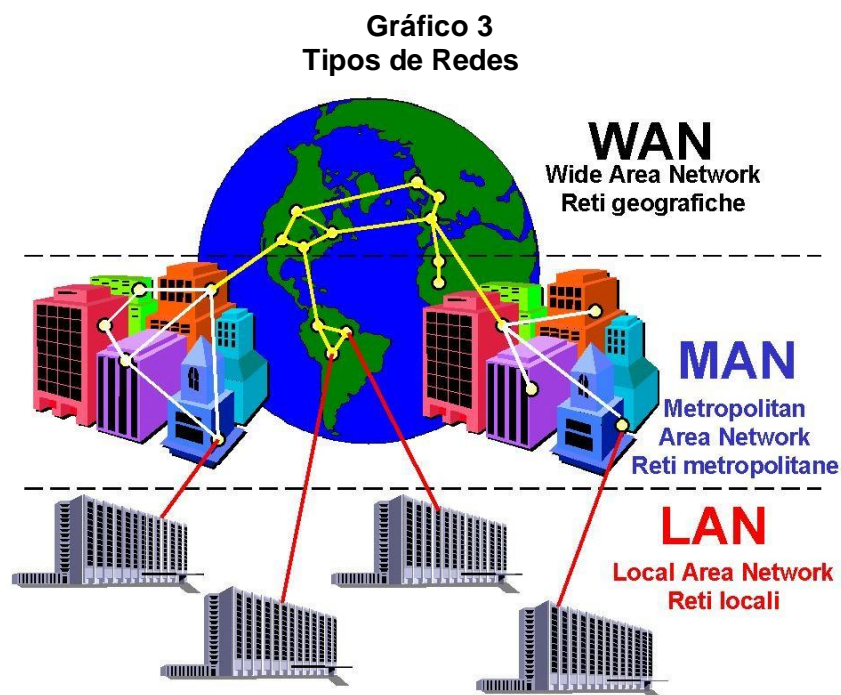 Gráfico 3
Tipos de Redes
WAN
Wide Area Network
Reti geografiche
MAN
Metropolitan
Area Network
Reti metropolitane
LAN
Local Area Network
Reti locali